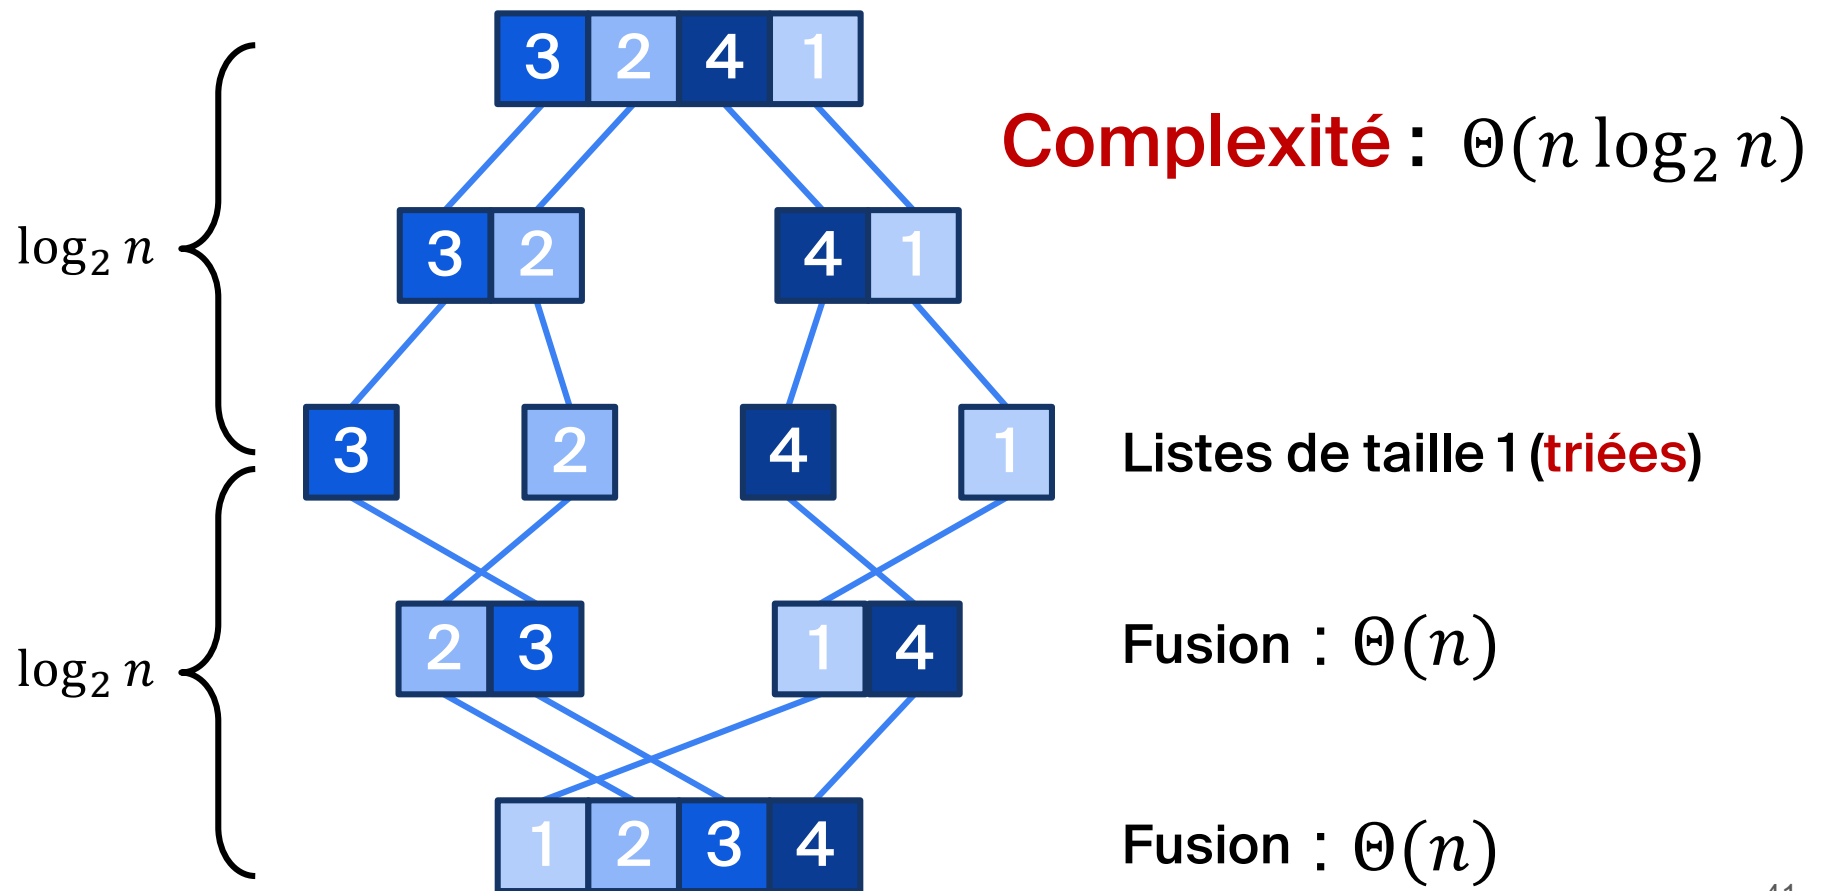 3 2 4 1
Complexité : Θ(n log₂ n)
log₂ n
3 2 4 1
3 2 4 1
Listes de taille 1 (triées)
log₂ n
2 3 1 4
Fusion : Θ(n)
1 2 3 4
Fusion : Θ(n)
41